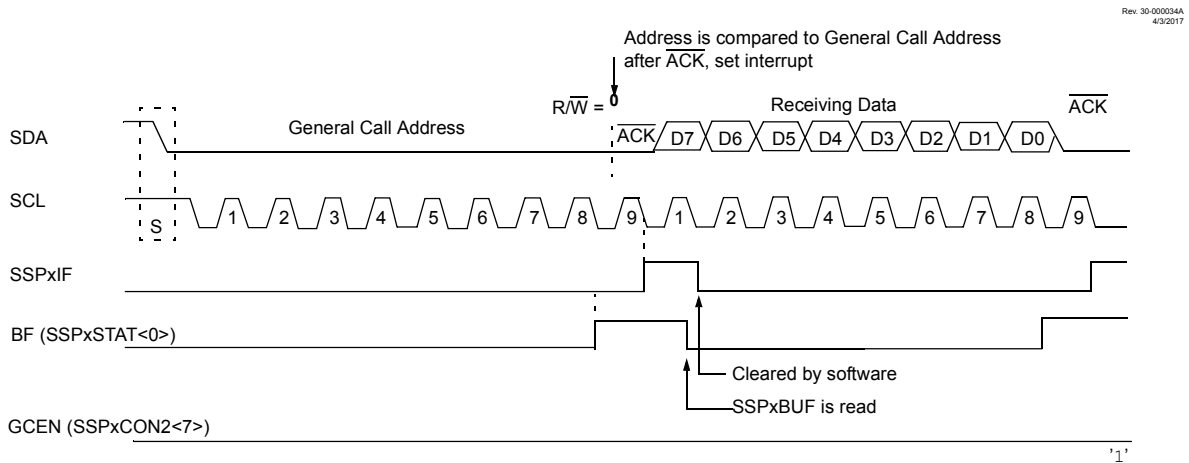 Rev. 30-000034A
4/3/2017
Address is compared to General Call Address
after ACK, set interrupt
R/W = 0
Receiving Data
ACK
SDA
General Call Address
ACK D7 D6 D5 D4 D3 D2 D1 D0
SCL
S
1 2 3 4 5 6 7 8 9 1 2 3 4 5 6 7 8 9
SSPxIF
BF (SSPxSTAT<0>)
Cleared by software
SSPxBUF is read
GCEN (SSPxCON2<7>)
'1'